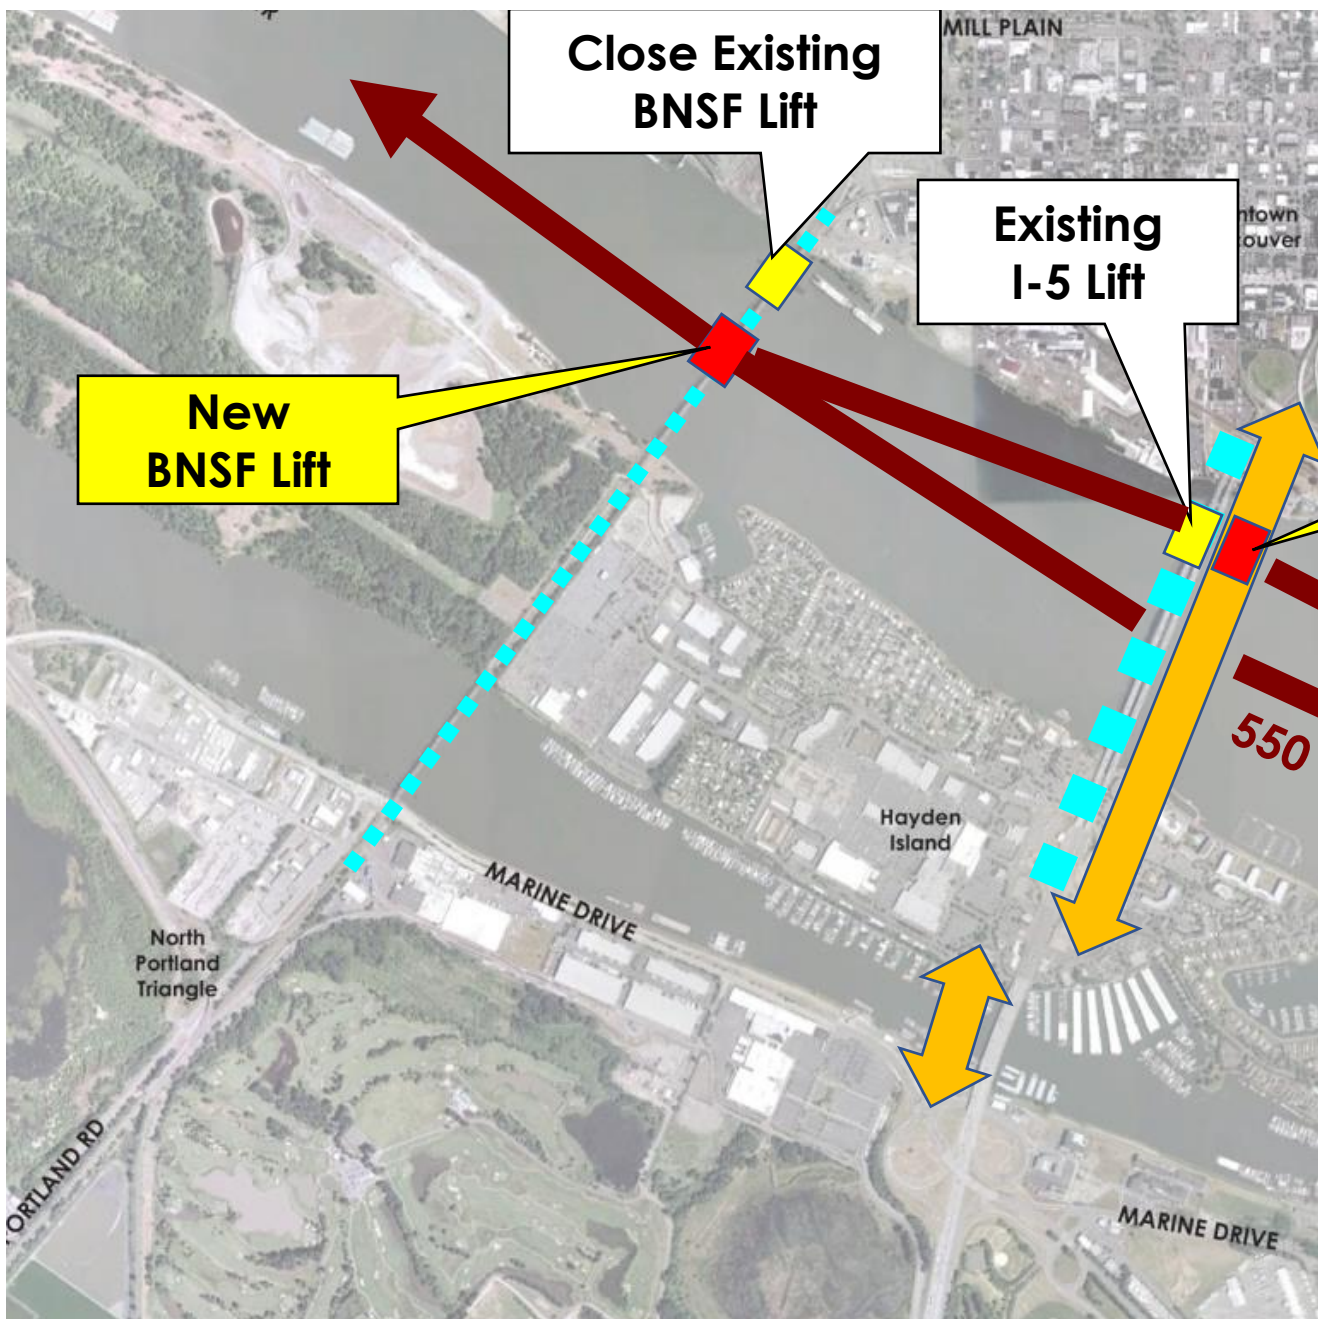 MILL PLAIN
Close Existing
BNSF Lift
Existing
I-5 Lift
New
BNSF Lift
550
Hayden
Island
MARINE DRIVE
North
Portland
Triangle
MARINE DRIVE